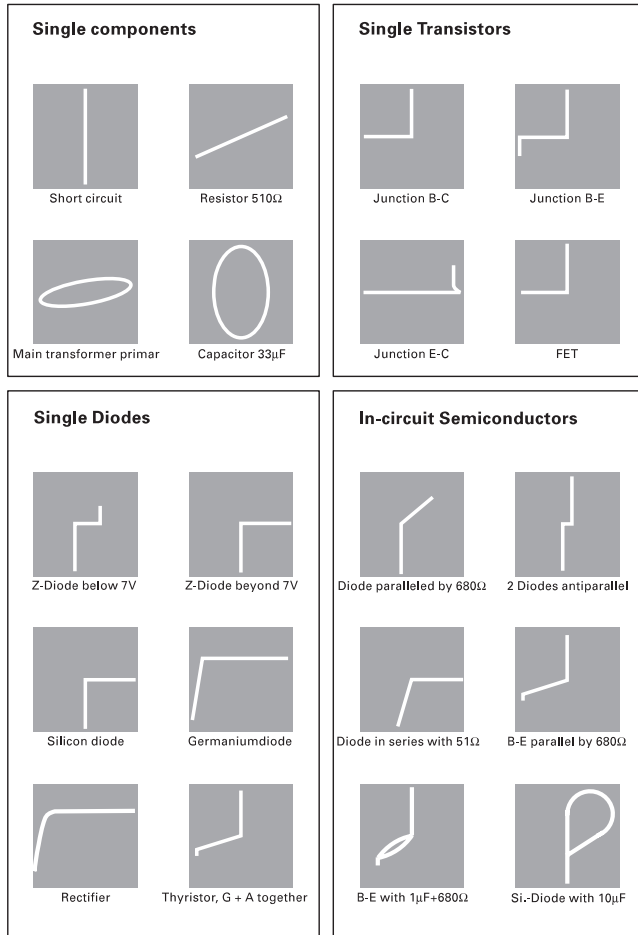 Single components
Short circuit
Resistor 510Ω
Main transformer primar
Capacitor 33µF
Single Transistors
Junction B-C
Junction B-E
Junction E-C
FET
Single Diodes
Z-Diode below 7V
Z-Diode beyond 7V
Silicon diode
Germaniumdiode
Rectifier
Thyristor, G + A together
In-circuit Semiconductors
Diode paralleled by 680Ω
2 Diodes antiparallel
Diode in series with 51Ω
B-E parallel by 680Ω
B-E with 1µF+680Ω
Si.-Diode with 10µF